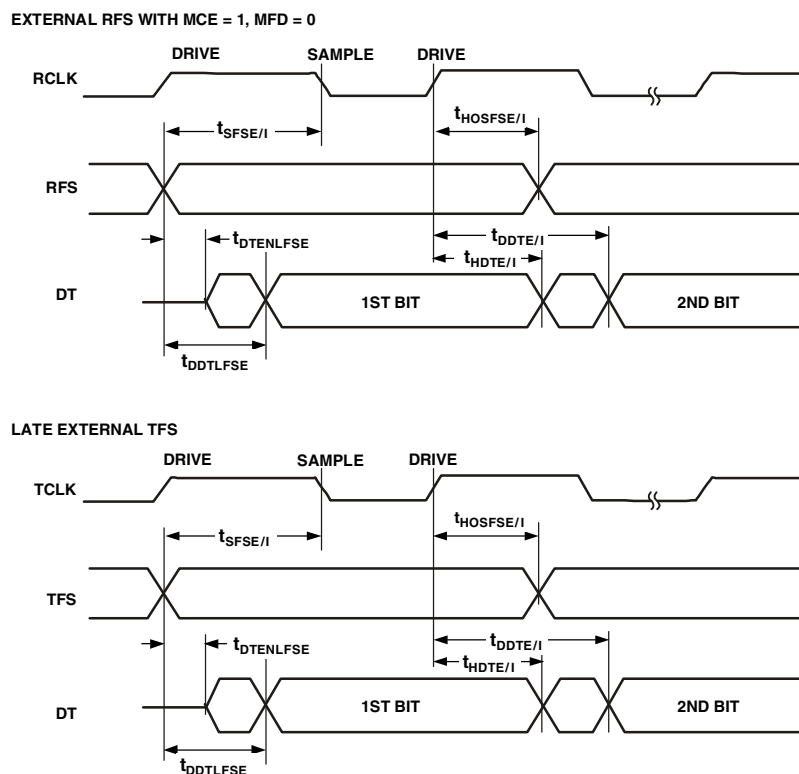 EXTERNAL RFS WITH MCE = 1, MFD = 0
DRIVE SAMPLE DRIVE
RCLK
tSFSE/I tHOSFSE/I
RFS
tDDTE/I
tDTENLFSE tHDTE/I
DT 1ST BIT 2ND BIT
tDDTLFSE
LATE EXTERNAL TFS
DRIVE SAMPLE DRIVE
TCLK
tSFSE/I tHOSFSE/I
TFS
tDDTE/I
tDTENLFSE tHDTE/I
DT 1ST BIT 2ND BIT
tDDTLFSE